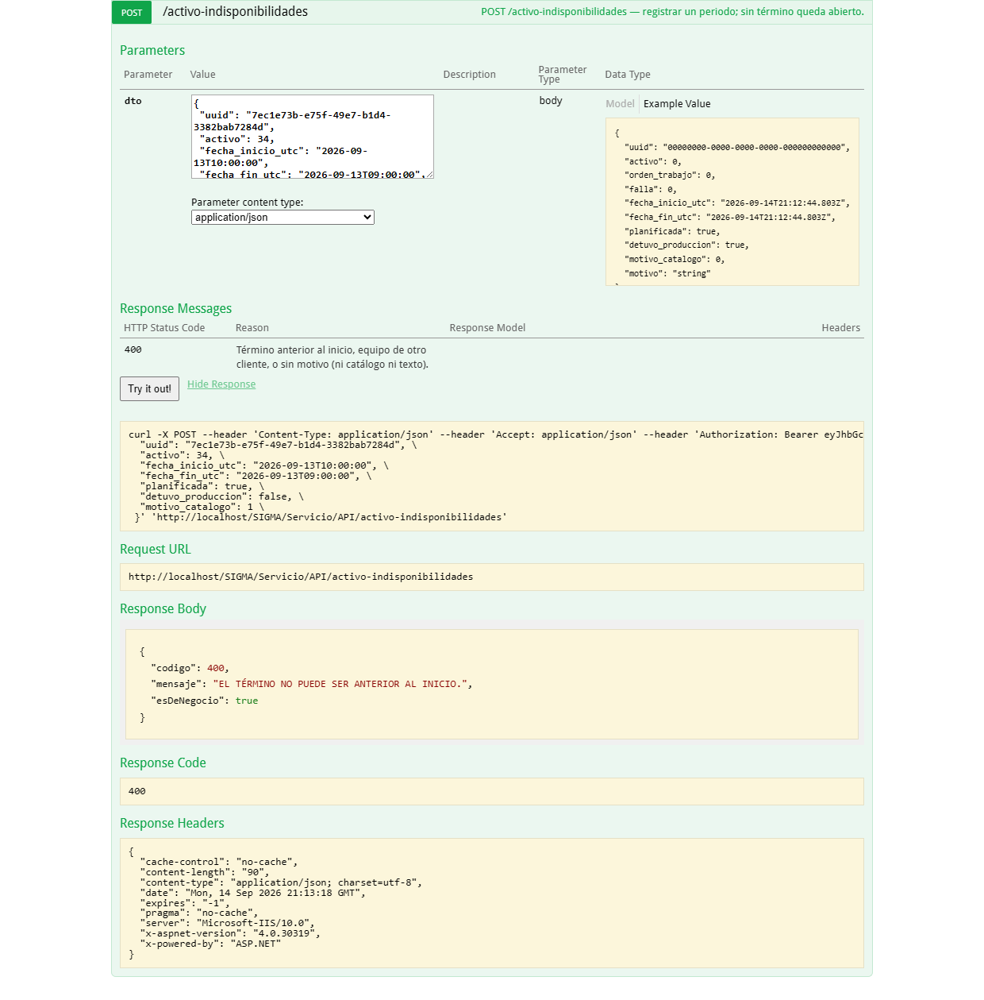 POST /activo-indisponibilidades POST /activo-indisponibilidades — registrar un periodo; sin término queda abierto.
Parameters
Parameter Value Description Parameter Type Data Type
dto
{
"uuid": "7ec1e73b-e75f-49e7-b1d4-
3382bab7284d",
"activo": 34,
"fecha_inicio_utc": "2026-09-
13T10:00:00",
"fecha_fin_utc": "2026-09-13T09:00:00",
Parameter content type:
application/json
body
Model Example Value
{
"uuid": "00000000-0000-0000-0000-000000000000",
"activo": 0,
"orden_trabajo": 0,
"falla": 0,
"fecha_inicio_utc": "2026-09-14T21:12:44.803Z",
"fecha_fin_utc": "2026-09-14T21:12:44.803Z",
"planificada": true,
"detuvo_produccion": true,
"motivo_catalogo": 0,
"motivo": "string"
Response Messages
HTTP Status Code Reason Response Model Headers
400 Término anterior al inicio, equipo de otro
cliente, o sin motivo (ni catálogo ni texto).
Try it out! Hide Response
curl -X POST --header 'Content-Type: application/json' --header 'Accept: application/json' --header 'Authorization: Bearer eyJhbGc
"uuid": "7ec1e73b-e75f-49e7-b1d4-3382bab7284d", \
"activo": 34, \
"fecha_inicio_utc": "2026-09-13T10:00:00", \
"fecha_fin_utc": "2026-09-13T09:00:00", \
"planificada": true, \
"detuvo_produccion": false, \
"motivo_catalogo": 1 \
}' 'http://localhost/SIGMA/Servicio/API/activo-indisponibilidades'
Request URL
http://localhost/SIGMA/Servicio/API/activo-indisponibilidades
Response Body
{
"codigo": 400,
"mensaje": "EL TÉRMINO NO PUEDE SER ANTERIOR AL INICIO.",
"esDeNegocio": true
}
Response Code
400
Response Headers
{
"cache-control": "no-cache",
"content-length": "90",
"content-type": "application/json; charset=utf-8",
"date": "Mon, 14 Sep 2026 21:13:18 GMT",
"expires": "-1",
"pragma": "no-cache",
"server": "Microsoft-IIS/10.0",
"x-aspnet-version": "4.0.30319",
"x-powered-by": "ASP.NET"
}